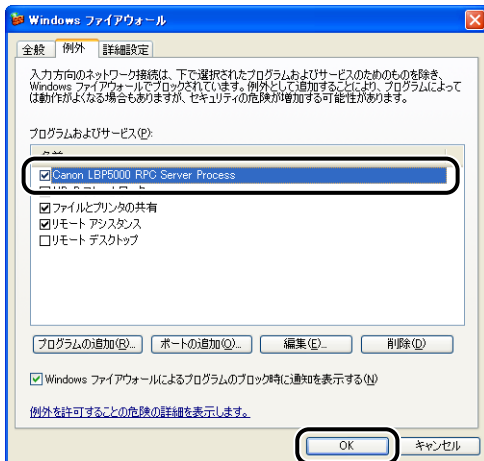 Windows ファイアウォール
全般 例外 詳細設定
入力方向のネットワーク接続は、下で選択されたプログラムおよびサービスのためのものを除き、
Windows ファイアウォールでブロックされています。例外として追加することにより、プログラムによって
は動作がよくなる場合もありますが、セキュリティの危険が増加する可能性があります。
プログラムおよびサービス(P):
Canon LBP5000 RPC Server Process
ファイルとプリンタの共有
リモート アシスタンス
リモート デスクトップ
プログラムの追加(R)... ポートの追加(O)... 編集(E)... 削除(D)
Windows ファイアウォールによるプログラムのブロック時に通知を表示する(N)
例外を許可することの危険の詳細を表示します。
OK キャンセル